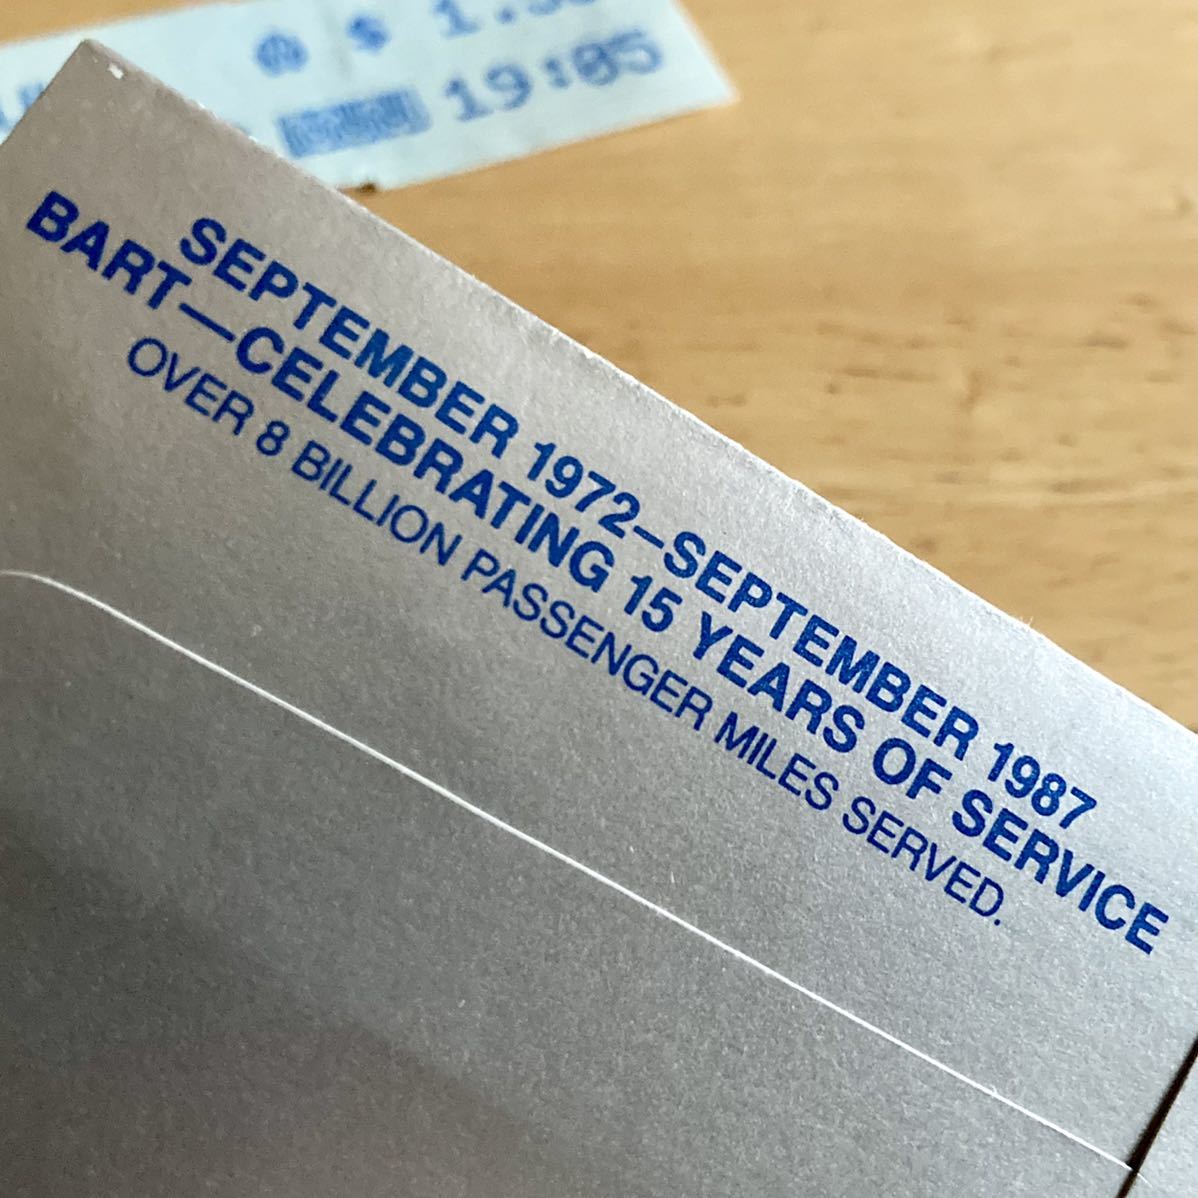 $ 1.
19:05
SEPTEMBER 1972–SEPTEMBER 1987
BART—CELEBRATING 15 YEARS OF SERVICE
OVER 8 BILLION PASSENGER MILES SERVED.